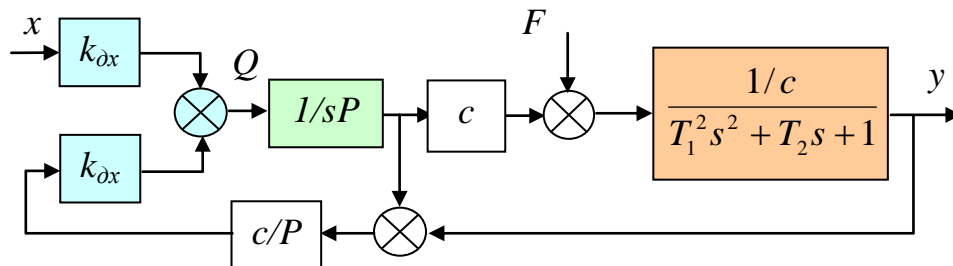 x
k∂x
Q
1/sP
c
F
1/c
T₁²s² + T₂s + 1
y
k∂x
c/P